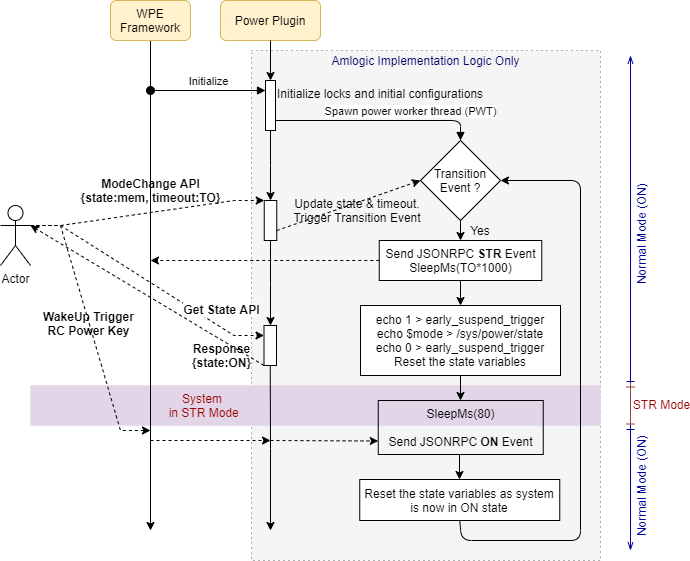 WPE
Framework
Power Plugin
Amlogic Implementation Logic Only
Initialize
Initialize locks and initial configurations
Spawn power worker thread (PWT)
Transition
Event ?
ModeChange API
{state:mem, timeout:TO}
Update state & timeout.
Trigger Transition Event
Yes
Normal Mode (ON)
Send JSONRPC STR Event
SleepMs(TO*1000)
Actor
Get State API
WakeUp Trigger
RC Power Key
echo 1 > early_suspend_trigger
echo $mode > /sys/power/state
echo 0 > early_suspend_trigger
Reset the state variables
Response
{state:ON}
System
in STR Mode
SleepMs(80)
STR Mode
Send JSONRPC ON Event
Normal Mode (ON)
Reset the state variables as system
is now in ON state